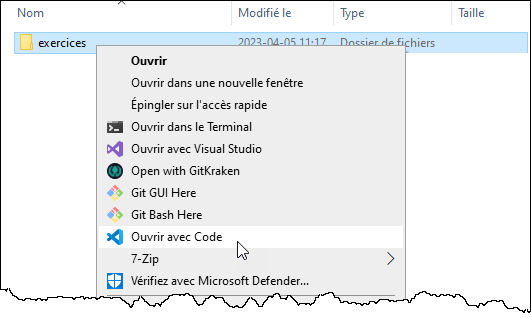 Nom Modifié le Type Taille
exercices 2023-04-05 11:17 Dossier de fichiers
Ouvrir
Ouvrir dans une nouvelle fenêtre
Épingler sur l'accès rapide
Ouvrir dans le Terminal
Ouvrir avec Visual Studio
Open with GitKraken
Git GUI Here
Git Bash Here
Ouvrir avec Code
7-Zip
Vérifiez avec Microsoft Defender...